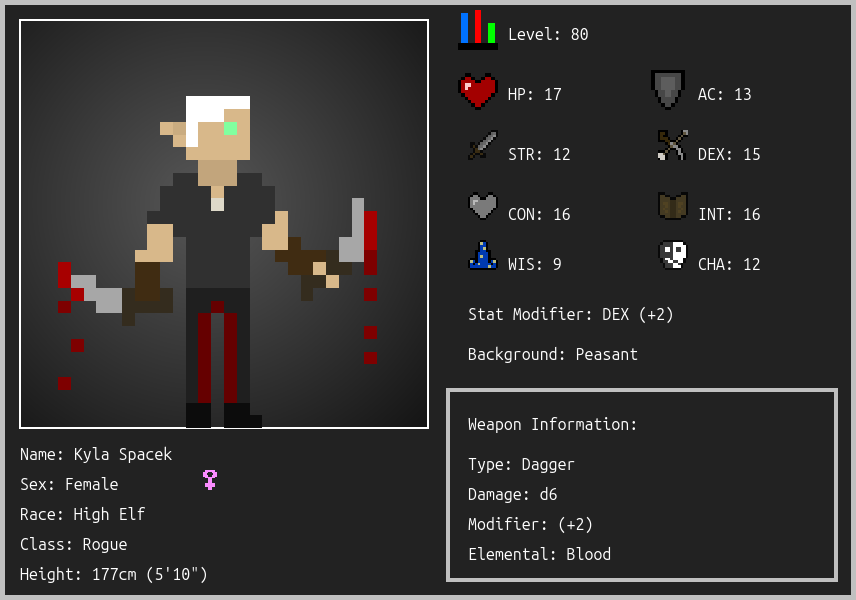 Level: 80
HP: 17
AC: 13
STR: 12
DEX: 15
CON: 16
INT: 16
WIS: 9
CHA: 12
Stat Modifier: DEX (+2)
Background: Peasant
Weapon Information:
Type: Dagger
Damage: d6
Modifier: (+2)
Elemental: Blood
Name: Kyla Spacek
Sex: Female
Race: High Elf
Class: Rogue
Height: 177cm (5'10")